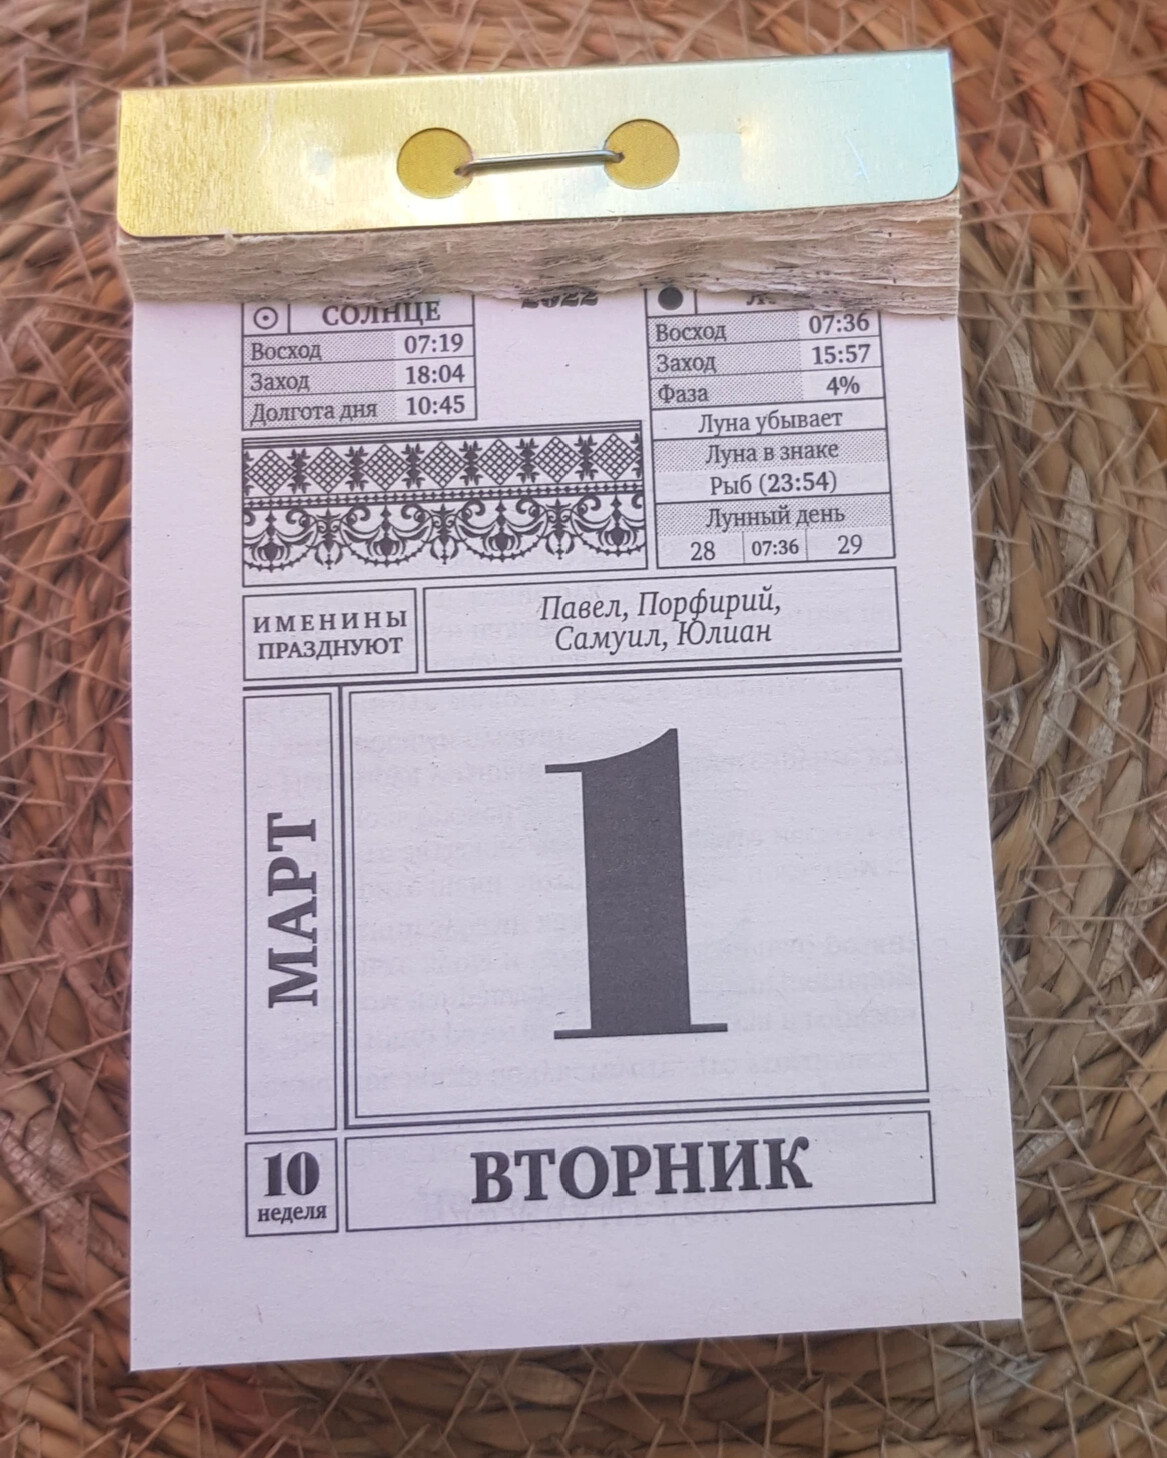 2022
СОЛНЦЕ
Восход 07:19
Заход 18:04
Долгота дня 10:45
Восход 07:36
Заход 15:57
Фаза 4%
Луна убывает
Луна в знаке
Рыб (23:54)
Лунный день
28 07:36 29
ИМЕНИНЫ
ПРАЗДНУЮТ
Павел, Порфирий,
Самуил, Юлиан
МАРТ
1
10
неделя
ВТОРНИК